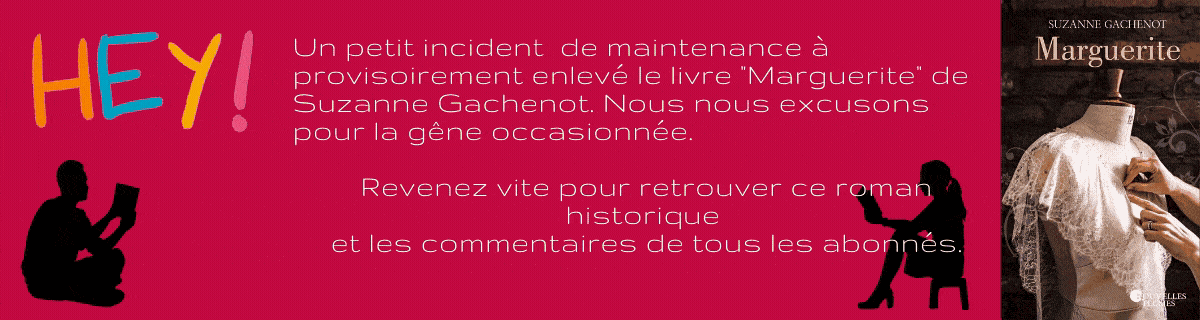 HEY!
Un petit incident de maintenance à
provisoirement enlevé le livre "Marguerite" de
Suzanne Gachenot. Nous nous excusons
pour la gêne occasionnée.
Revenez vite pour retrouver ce roman
historique
et les commentaires de tous les abonnés.
SUZANNE GACHENOT
Marguerite
NOUVELLES
PLUMES